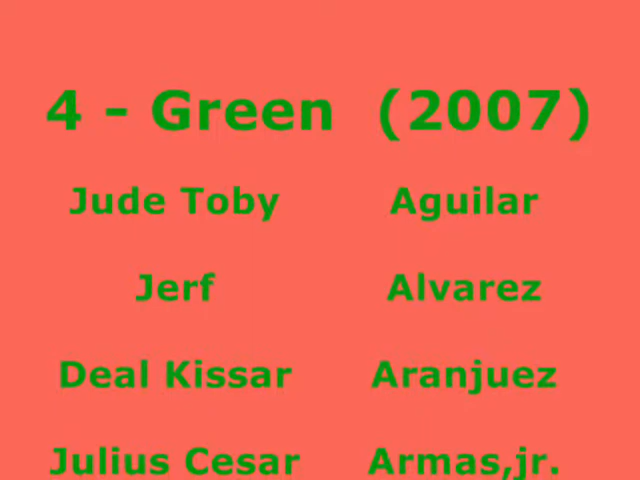 4 - Green (2007)
Jude Toby Aguilar
Jerf Alvarez
Deal Kissar Aranjuez
Julius Cesar Armas,jr.